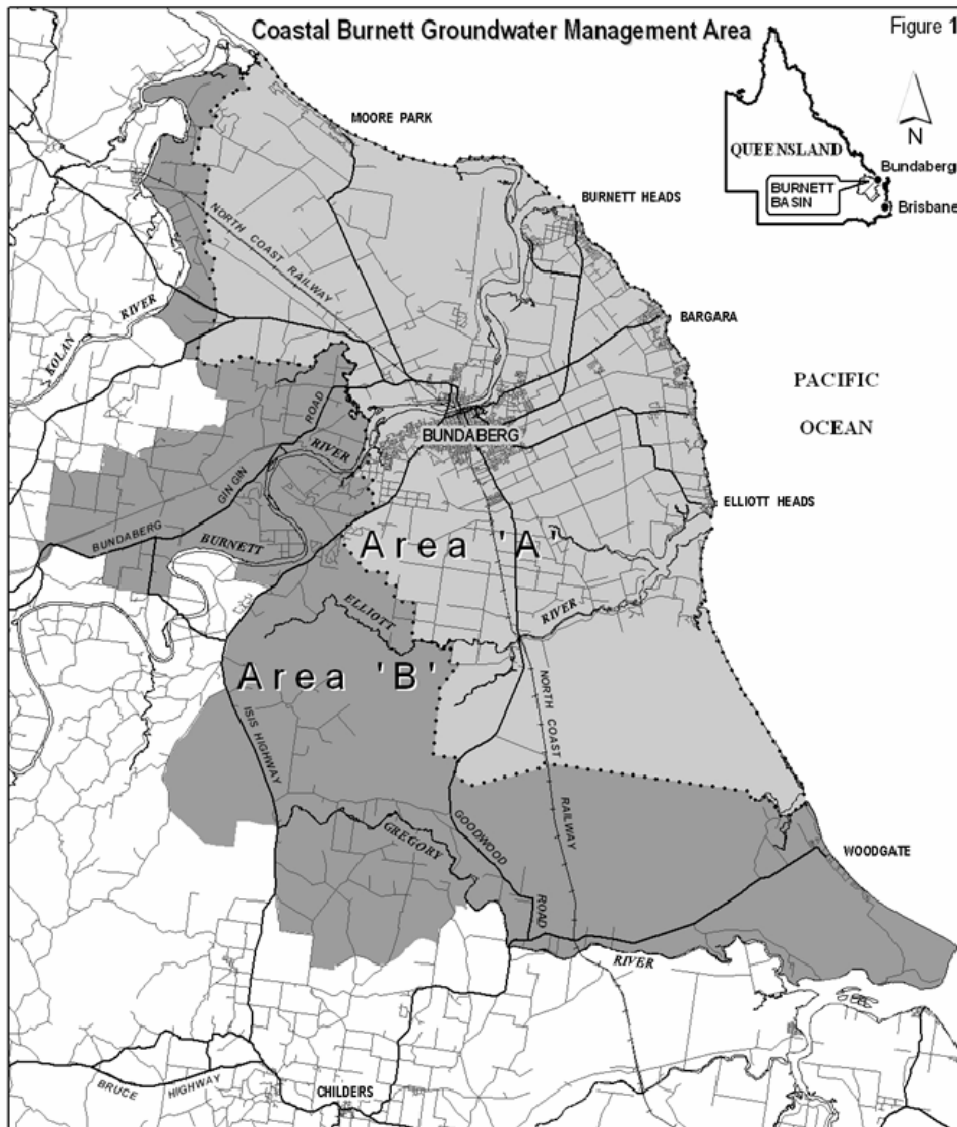 Coastal Burnett Groundwater Management Area
Figure 1
MOORE PARK
N
QUEENSLAND
Bundaberg
BURNETT
BASIN
Brisbane
BURNETT HEADS
NORTH COAST RAILWAY
KOLAN RIVER
BARGARA
PACIFIC
OCEAN
BUNDABERG
BUNDABERG GIN GIN ROAD
BURNETT RIVER
ELLIOTT HEADS
Area 'A'
ELLIOTT RIVER
Area 'B'
ISIS HIGHWAY
NORTH COAST RAILWAY
GOODWOOD ROAD
GREGORY RIVER
WOODGATE
BRUCE HIGHWAY
CHILDEIRS